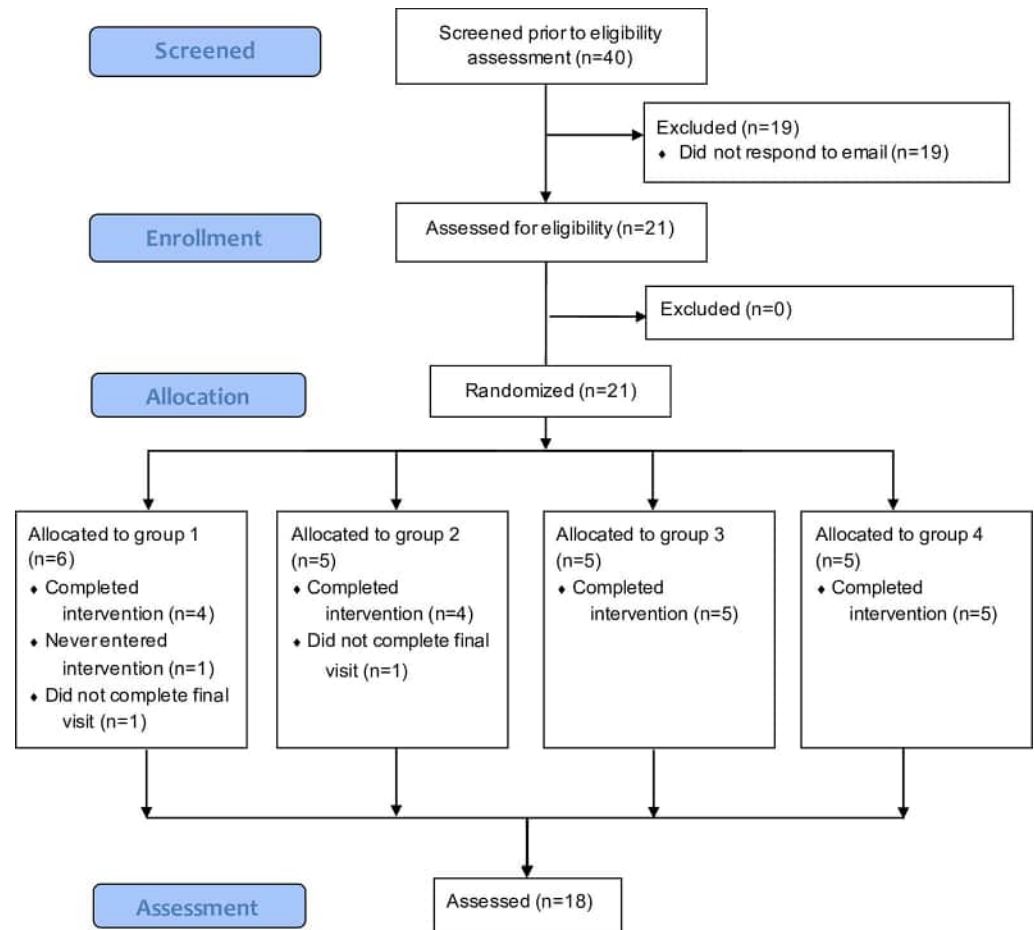 Screened
Screened prior to eligibility
assessment (n=40)
Excluded (n=19)
♦ Did not respond to email (n=19)
Enrollment
Assessed for eligibility (n=21)
Excluded (n=0)
Allocation
Randomized (n=21)
Allocated to group 1
(n=6)
♦ Completed
intervention (n=4)
♦ Never entered
intervention (n=1)
♦ Did not complete final
visit (n=1)
Allocated to group 2
(n=5)
♦ Completed
intervention (n=4)
♦ Did not complete final
visit (n=1)
Allocated to group 3
(n=5)
♦ Completed
intervention (n=5)
Allocated to group 4
(n=5)
♦ Completed
intervention (n=5)
Assessment
Assessed (n=18)